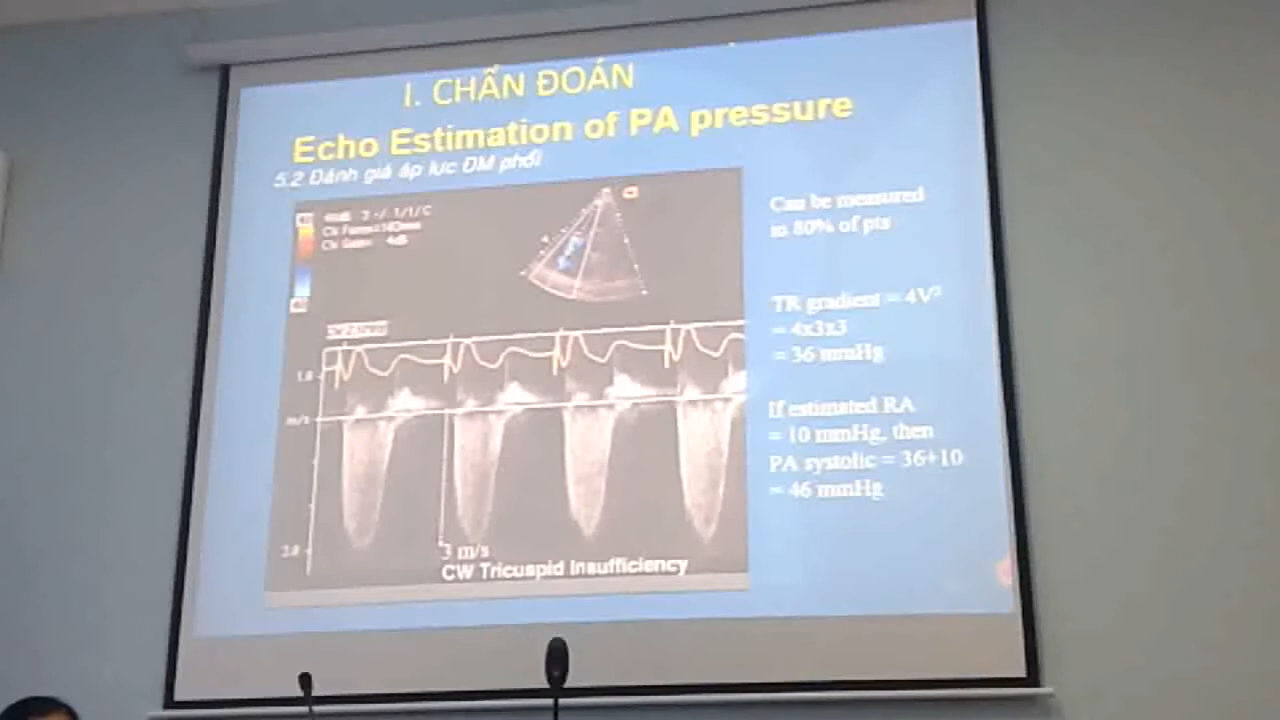 I. CHẨN ĐOÁN
Echo Estimation of PA pressure
5.2 Đánh giá áp lực ĐM phổi
Can be measured
in 80% of pts
TR gradient = 4V²
= 4x3x3
= 36 mmHg
If estimated RA
= 10 mmHg, then
PA systolic = 36+10
= 46 mmHg
1.0
m/s
3 m/s
CW Tricuspid Insufficiency